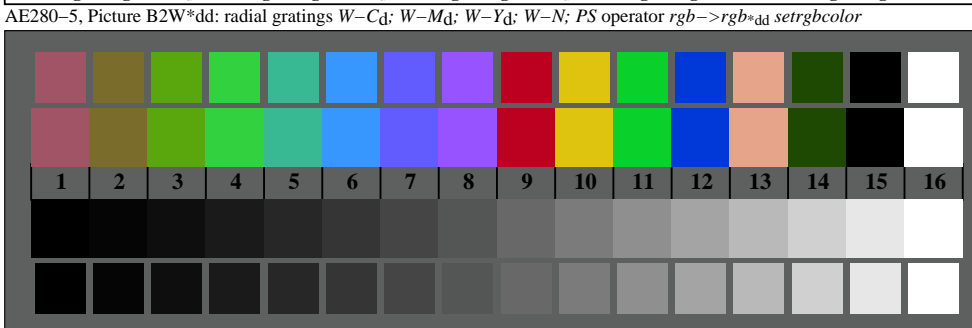 AE280–5, Picture B2W*dd: radial gratings W–Cd; W–Md; W–Yd; W–N; PS operator rgb–>rgb*dd setrgbcolor
1 2 3 4 5 6 7 8 9 10 11 12 13 14 15 16